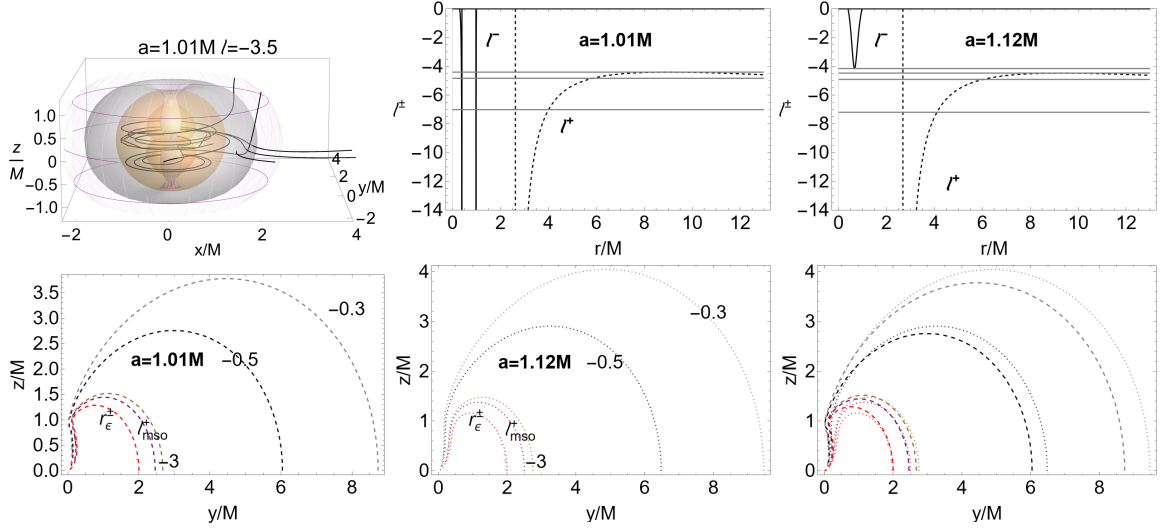 a=1.01M l=−3.5
1.0
0.5
0
−0.5
−1.0
z/M
−2
0
2
4
x/M
4
2
0
−2
y/M
0
−2
−4
−6
−8
−10
−12
−14
l±
l−
a=1.01M
l+
0 2 4 6 8 10 12
r/M
0
−2
−4
−6
−8
−10
−12
−14
l±
l−
a=1.12M
l+
0 2 4 6 8 10 12
r/M
3.5
3.0
2.5
2.0
1.5
1.0
0.5
0.0
z/M
−0.3
a=1.01M −0.5
rϵ±
l+mso
−3
0 2 4 6 8
y/M
4
3
2
1
0
z/M
−0.3
a=1.12M −0.5
rϵ±
l+mso
−3
0 2 4 6 8
y/M
4
3
2
1
0
z/M
0 2 4 6 8
y/M